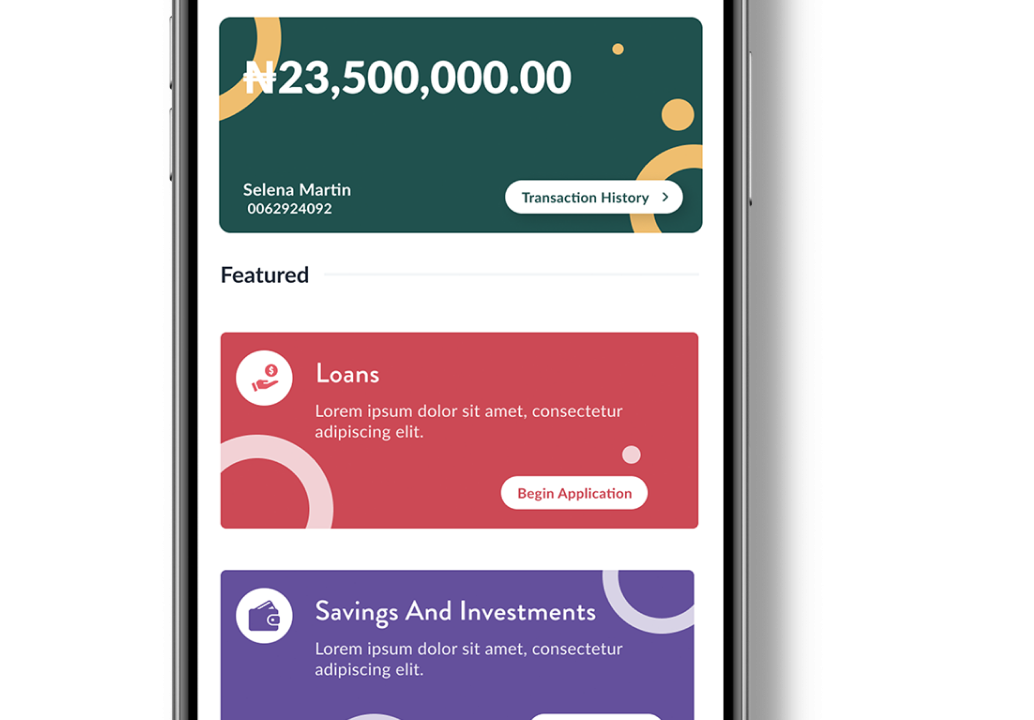 ₦23,500,000.00
Selena Martin
0062924092
Transaction History
Featured
Loans
Lorem ipsum dolor sit amet, consectetur
adipiscing elit.
Begin Application
Savings And Investments
Lorem ipsum dolor sit amet, consectetur
adipiscing elit.